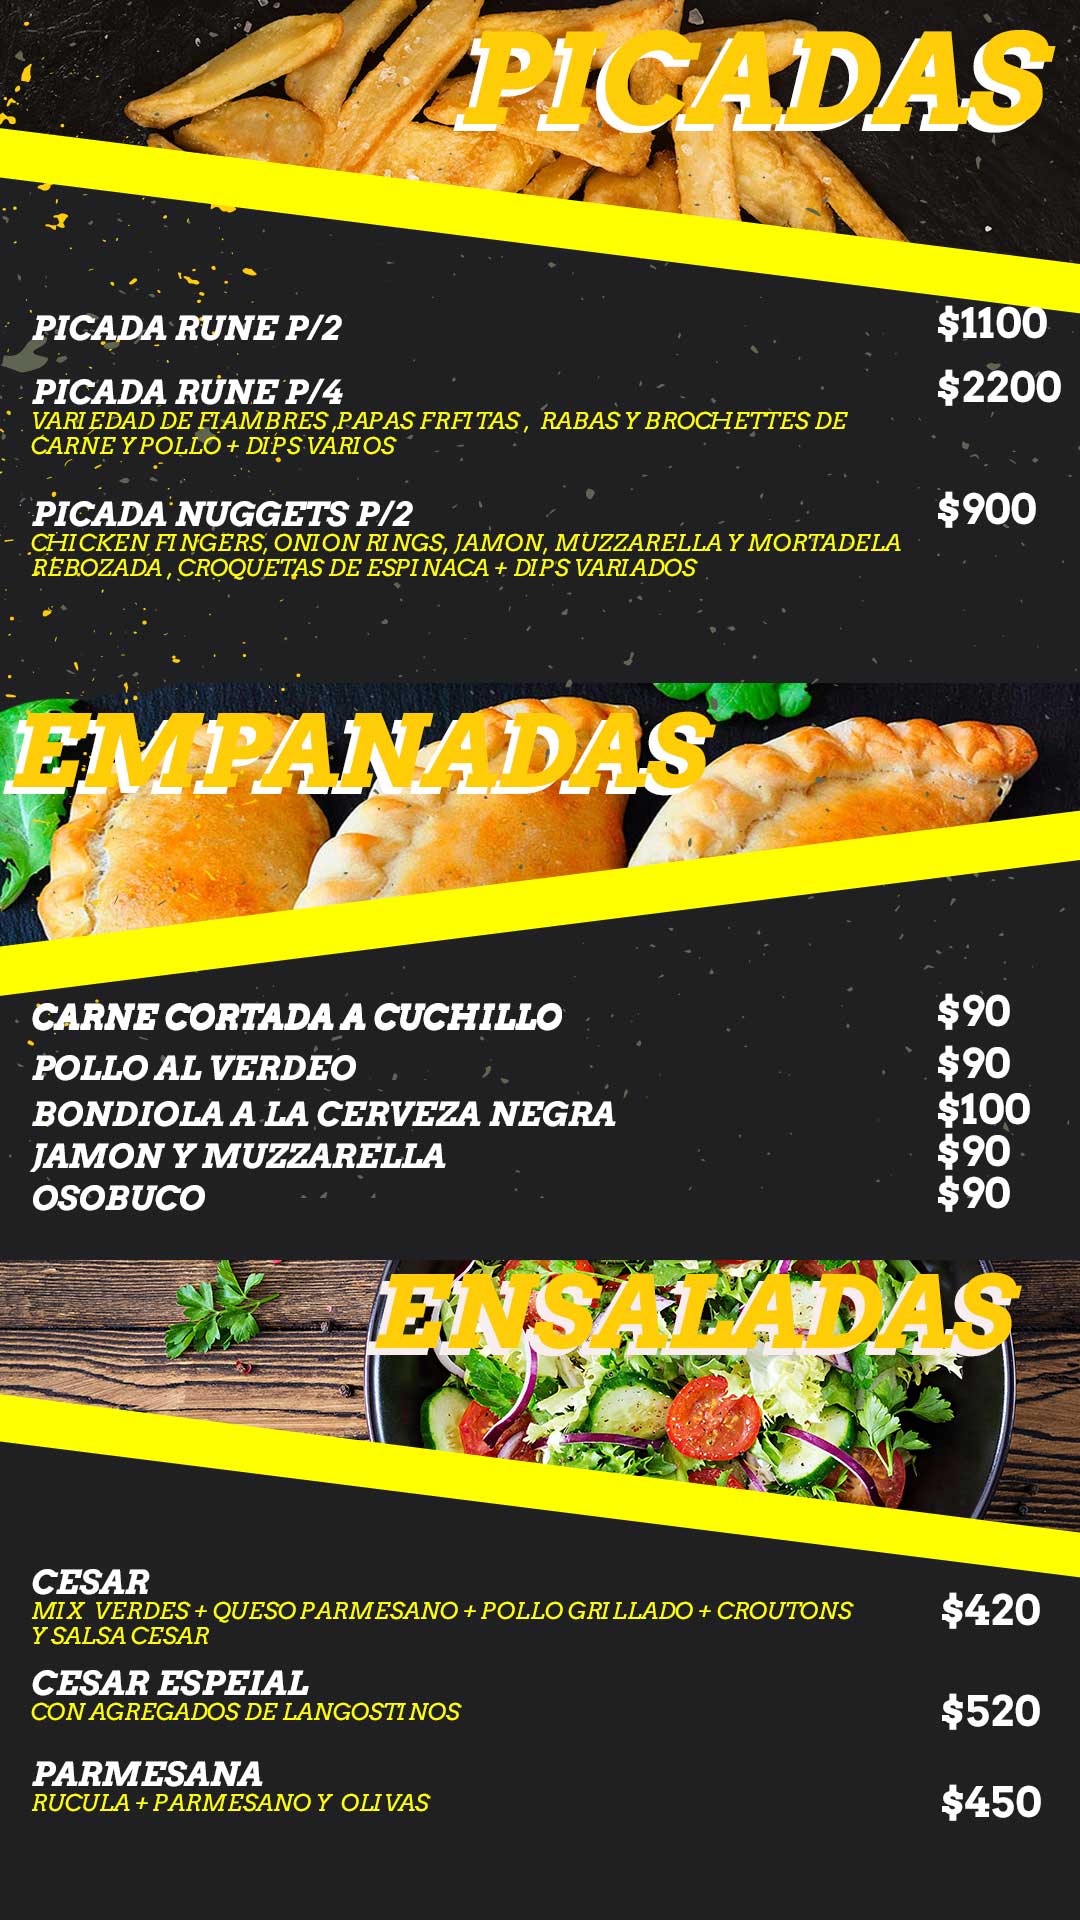 PICADAS
PICADA RUNE P/2 $1100
PICADA RUNE P/4 $2200
VARIEDAD DE FIAMBRES ,PAPAS FRFITAS , RABAS Y BROCHETTES DE
CARNE Y POLLO + DIPS VARIOS
PICADA NUGGETS P/2 $900
CHICKEN FINGERS, ONION RINGS, JAMON, MUZZARELLA Y MORTADELA
REBOZADA , CROQUETAS DE ESPINACA + DIPS VARIADOS
EMPANADAS
CARNE CORTADA A CUCHILLO $90
POLLO AL VERDEO $90
BONDIOLA A LA CERVEZA NEGRA $100
JAMON Y MUZZARELLA $90
OSOBUCO $90
ENSALADAS
CESAR
MIX VERDES + QUESO PARMESANO + POLLO GRILLADO + CROUTONS $420
Y SALSA CESAR
CESAR ESPEIAL
CON AGREGADOS DE LANGOSTINOS $520
PARMESANA
RUCULA + PARMESANO Y OLIVAS $450